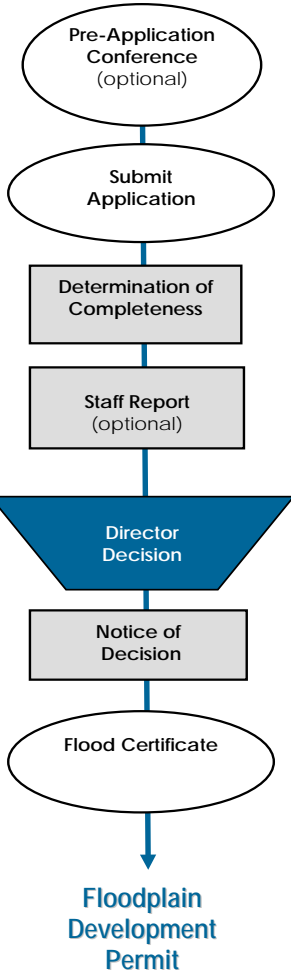 Pre-Application
Conference
(optional)
Submit
Application
Determination of
Completeness
Staff Report
(optional)
Director
Decision
Notice of
Decision
Flood Certificate
Floodplain
Development
Permit